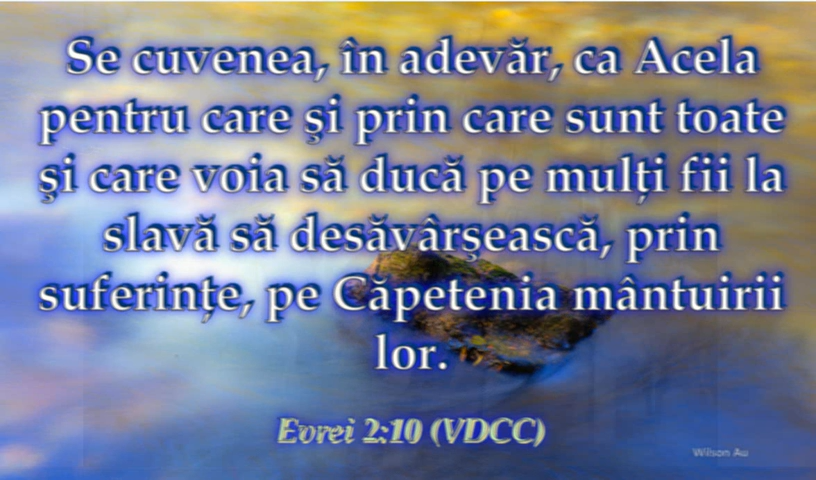 Se cuvenea, în adevăr, ca Acela
pentru care şi prin care sunt toate
şi care voia să ducă pe mulţi fii la
slavă să desăvârşească, prin
suferinţe, pe Căpetenia mântuirii
lor.
Evrei 2:10 (VDCC)
Wilson Au